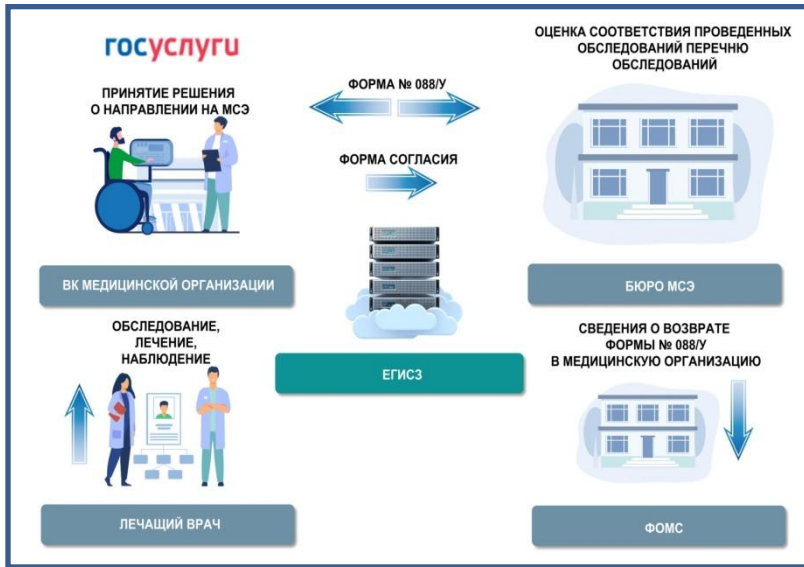 госуслуги
ПРИНЯТИЕ РЕШЕНИЯ
О НАПРАВЛЕНИИ НА МСЭ
ВК МЕДИЦИНСКОЙ ОРГАНИЗАЦИИ
ФОРМА № 088/У
ФОРМА СОГЛАСИЯ
ЕГИСЗ
ОЦЕНКА СООТВЕТСТВИЯ ПРОВЕДЕННЫХ
ОБСЛЕДОВАНИЙ ПЕРЕЧНЮ
ОБСЛЕДОВАНИЙ
БЮРО МСЭ
ОБСЛЕДОВАНИЕ,
ЛЕЧЕНИЕ,
НАБЛЮДЕНИЕ
ЛЕЧАЩИЙ ВРАЧ
СВЕДЕНИЯ О ВОЗВРАТЕ
ФОРМЫ № 088/У
В МЕДИЦИНСКУЮ ОРГАНИЗАЦИЮ
ФОМС